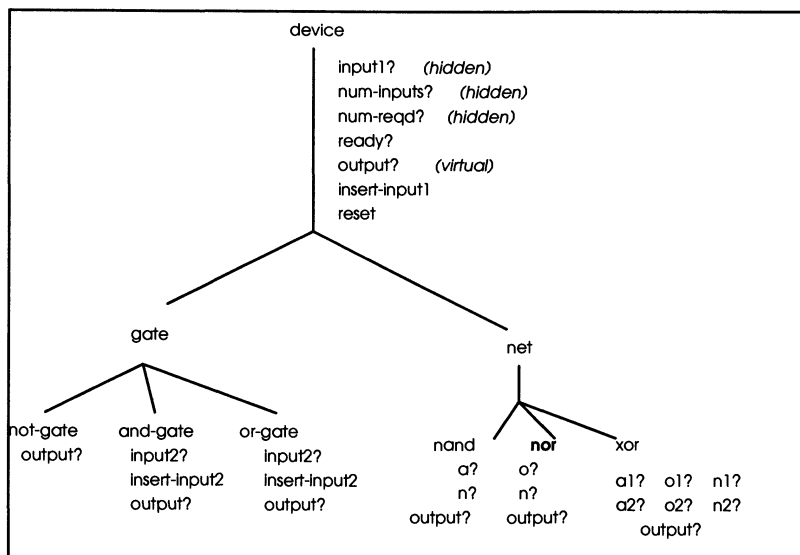 device
input1? (hidden)
num-inputs? (hidden)
num-reqd? (hidden)
ready?
output? (virtual)
insert-input1
reset
gate
net
not-gate and-gate or-gate
output? input2? input2?
insert-input2 insert-input2
output? output?
nand nor xor
a? o? a1? o1? n1?
n? n? a2? o2? n2?
output? output? output?